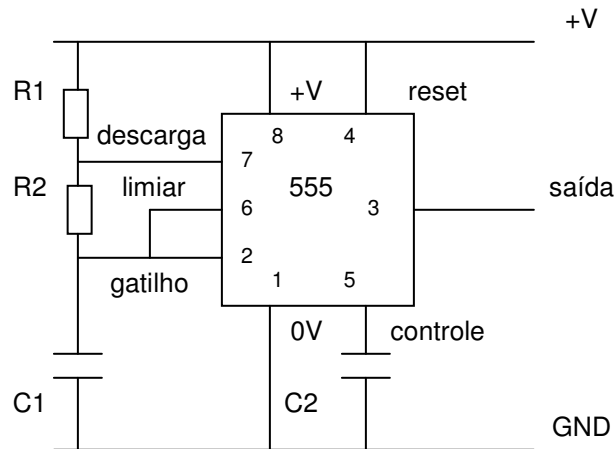 +V
R1
+V
reset
descarga
8
4
7
R2
limiar
555
saída
6
3
2
gatilho
1
5
0V
controle
C1
C2
GND